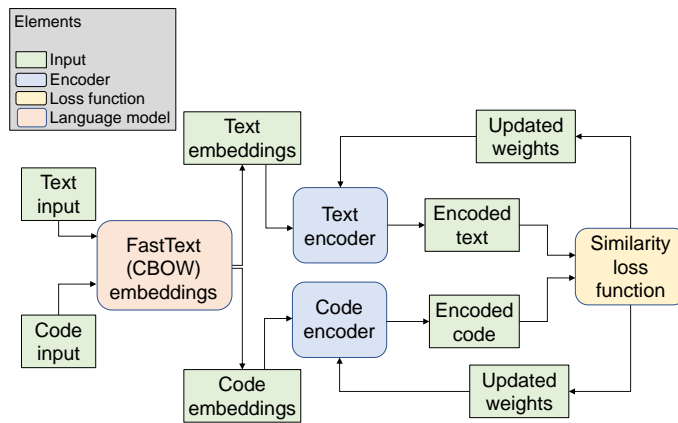 Elements
Input
Encoder
Loss function
Language model
Text
embeddings
Updated
weights
Text
input
Text
encoder
Encoded
text
FastText
(CBOW)
embeddings
Similarity
loss
function
Code
encoder
Encoded
code
Code
input
Code
embeddings
Updated
weights